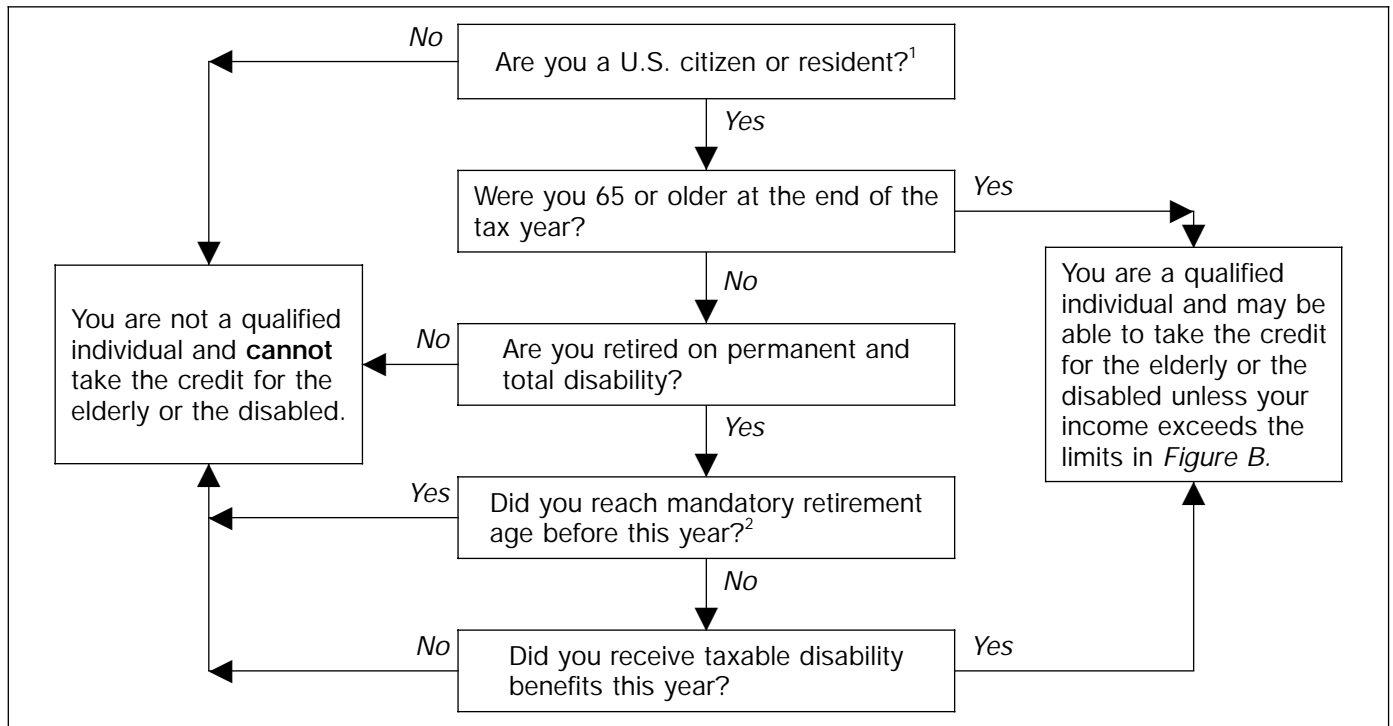 No
Are you a U.S. citizen or resident?1
Yes
Were you 65 or older at the end of the
tax year?
Yes
No
You are a qualified
individual and may be
able to take the credit
for the elderly or the
disabled unless your
income exceeds the
limits in Figure B.
You are not a qualified
individual and cannot
take the credit for the
elderly or the disabled.
No
Are you retired on permanent and
total disability?
Yes
Yes
Did you reach mandatory retirement
age before this year?2
No
No
Did you receive taxable disability
benefits this year?
Yes